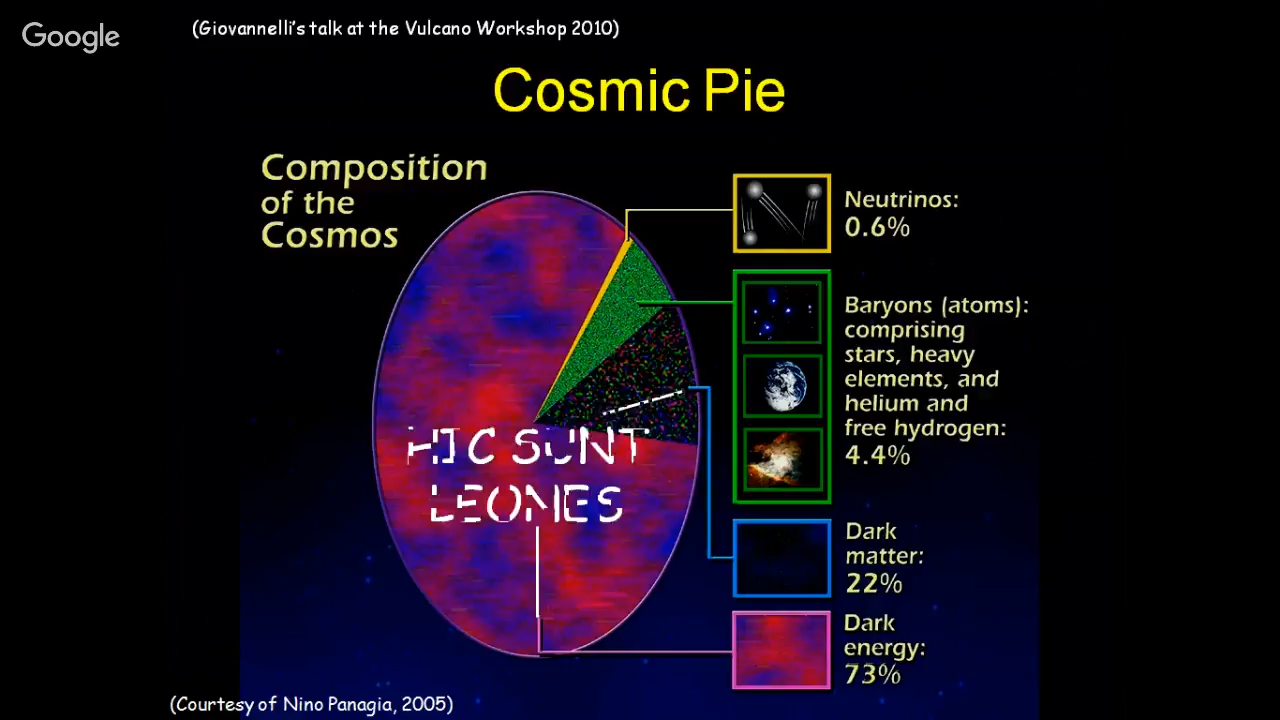 Google
(Giovannelli's talk at the Vulcano Workshop 2010)
Cosmic Pie
Composition
of the
Cosmos
Neutrinos:
0.6%
Baryons (atoms):
comprising
stars, heavy
elements, and
helium and
free hydrogen:
4.4%
HIC SUNT
LEONES
Dark
matter:
22%
Dark
energy:
73%
(Courtesy of Nino Panagia, 2005)